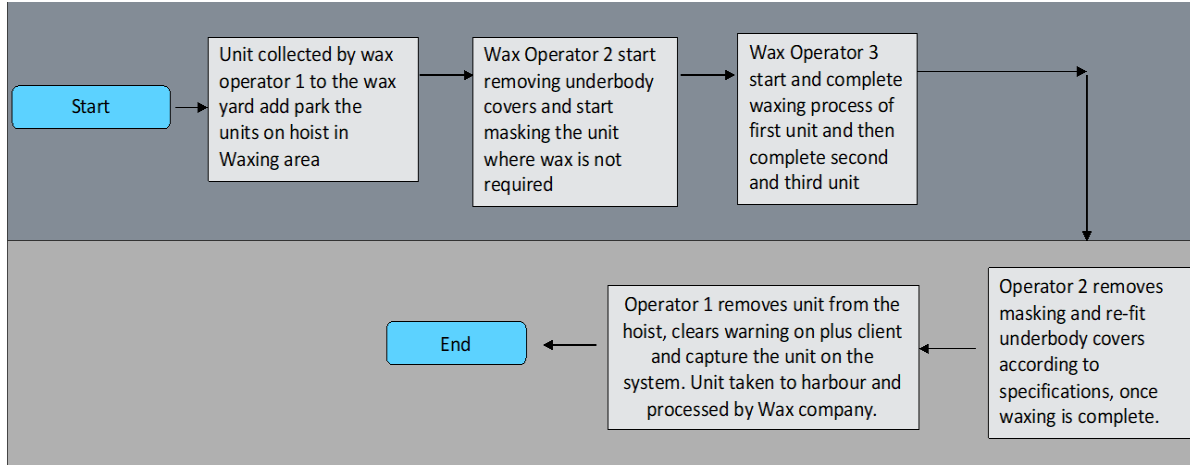 Start
Unit collected by wax
operator 1 to the wax
yard add park the
units on hoist in
Waxing area
Wax Operator 2 start
removing underbody
covers and start
masking the unit
where wax is not
required
Wax Operator 3
start and complete
waxing process of
first unit and then
complete second
and third unit
Operator 2 removes
masking and re-fit
underbody covers
according to
specifications, once
waxing is complete.
Operator 1 removes unit from the
hoist, clears warning on plus client
and capture the unit on the
system. Unit taken to harbour and
processed by Wax company.
End